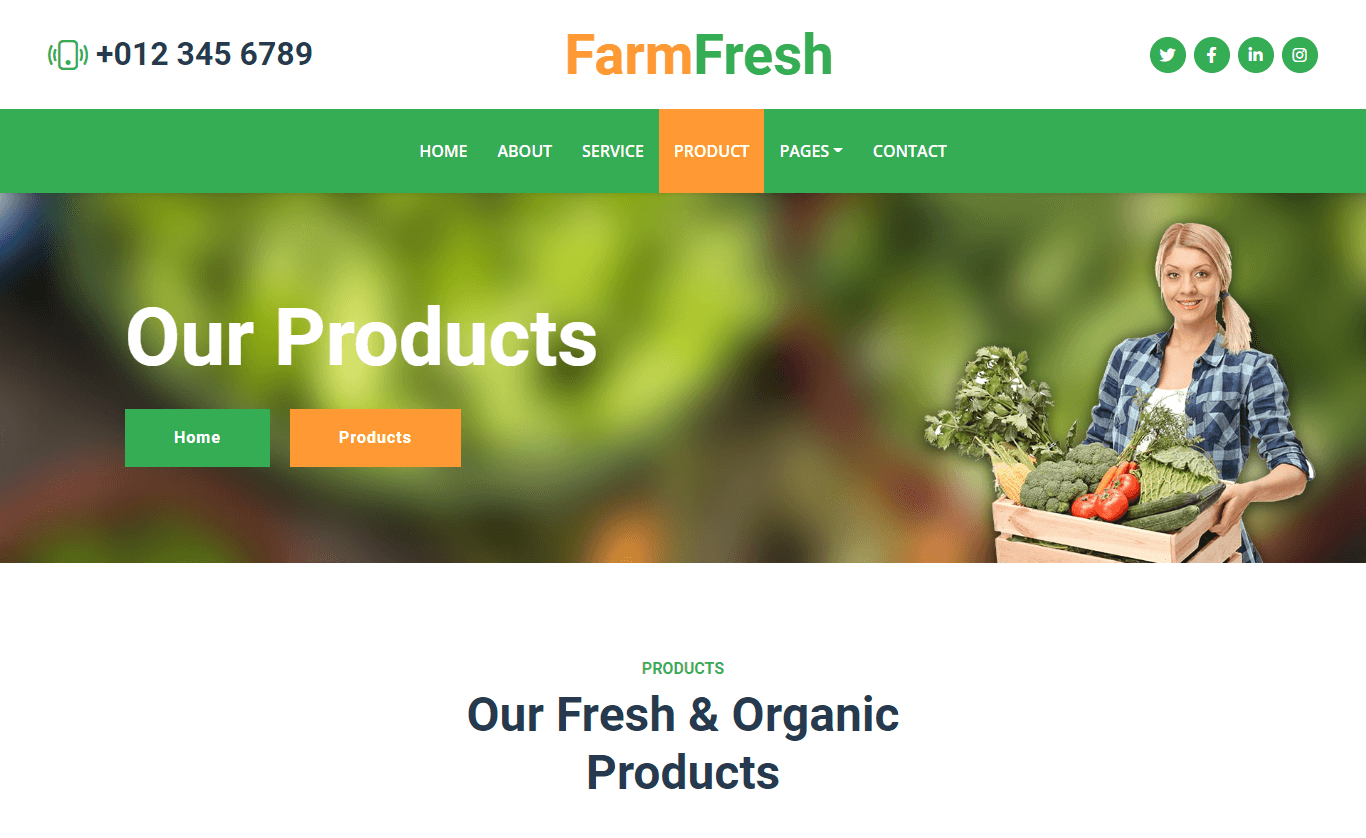 +012 345 6789
FarmFresh
HOME ABOUT SERVICE PRODUCT PAGES CONTACT
Our Products
Home Products
PRODUCTS
Our Fresh & Organic
Products